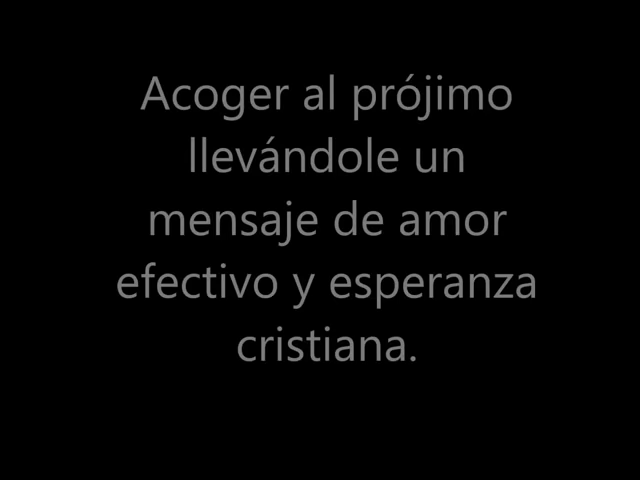 Acoger al prójimo
llevándole un
mensaje de amor
efectivo y esperanza
cristiana.